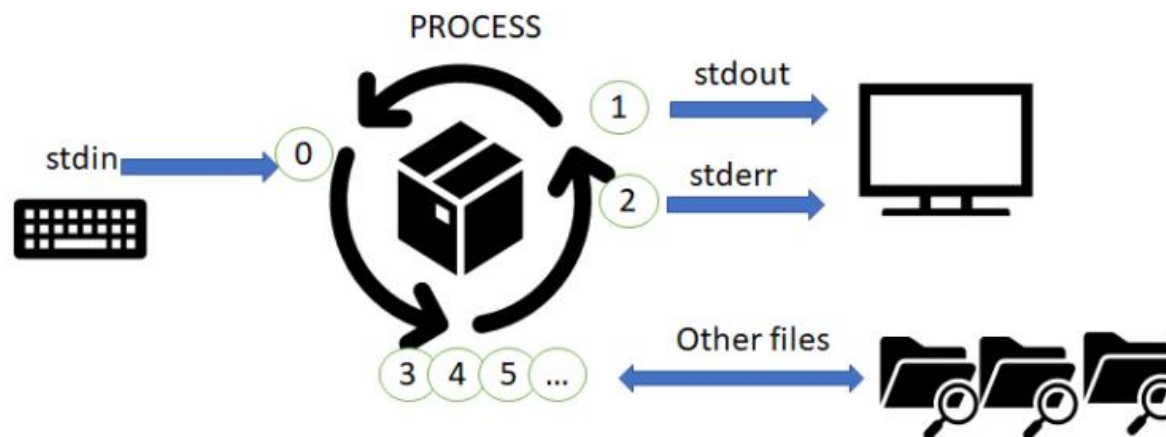 PROCESS
stdin
0
1
stdout
2
stderr
3 4 5 ...
Other files